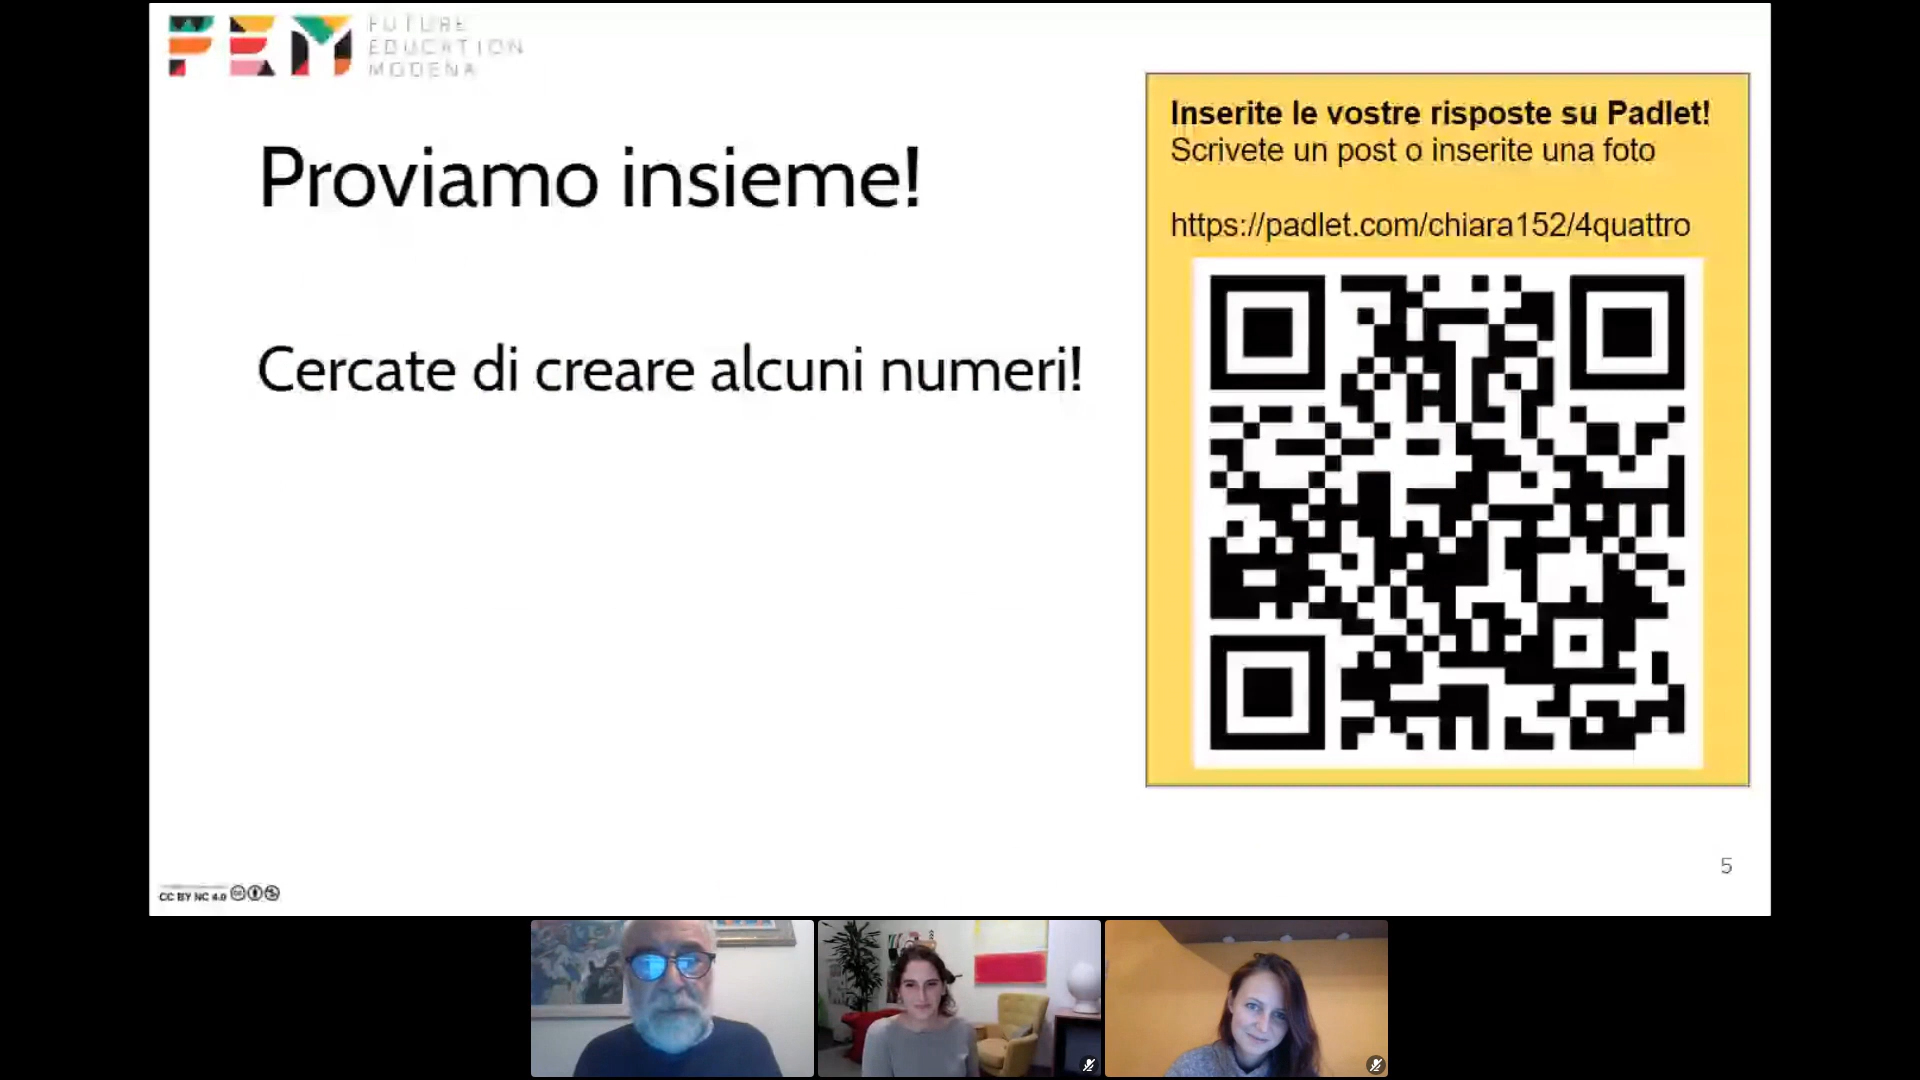 FUTURE
EDUCATION
MODENA
Proviamo insieme!
Cercate di creare alcuni numeri!
Inserite le vostre risposte su Padlet!
Scrivete un post o inserite una foto
https://padlet.com/chiara152/4quattro
5
CC BY NC 4.0